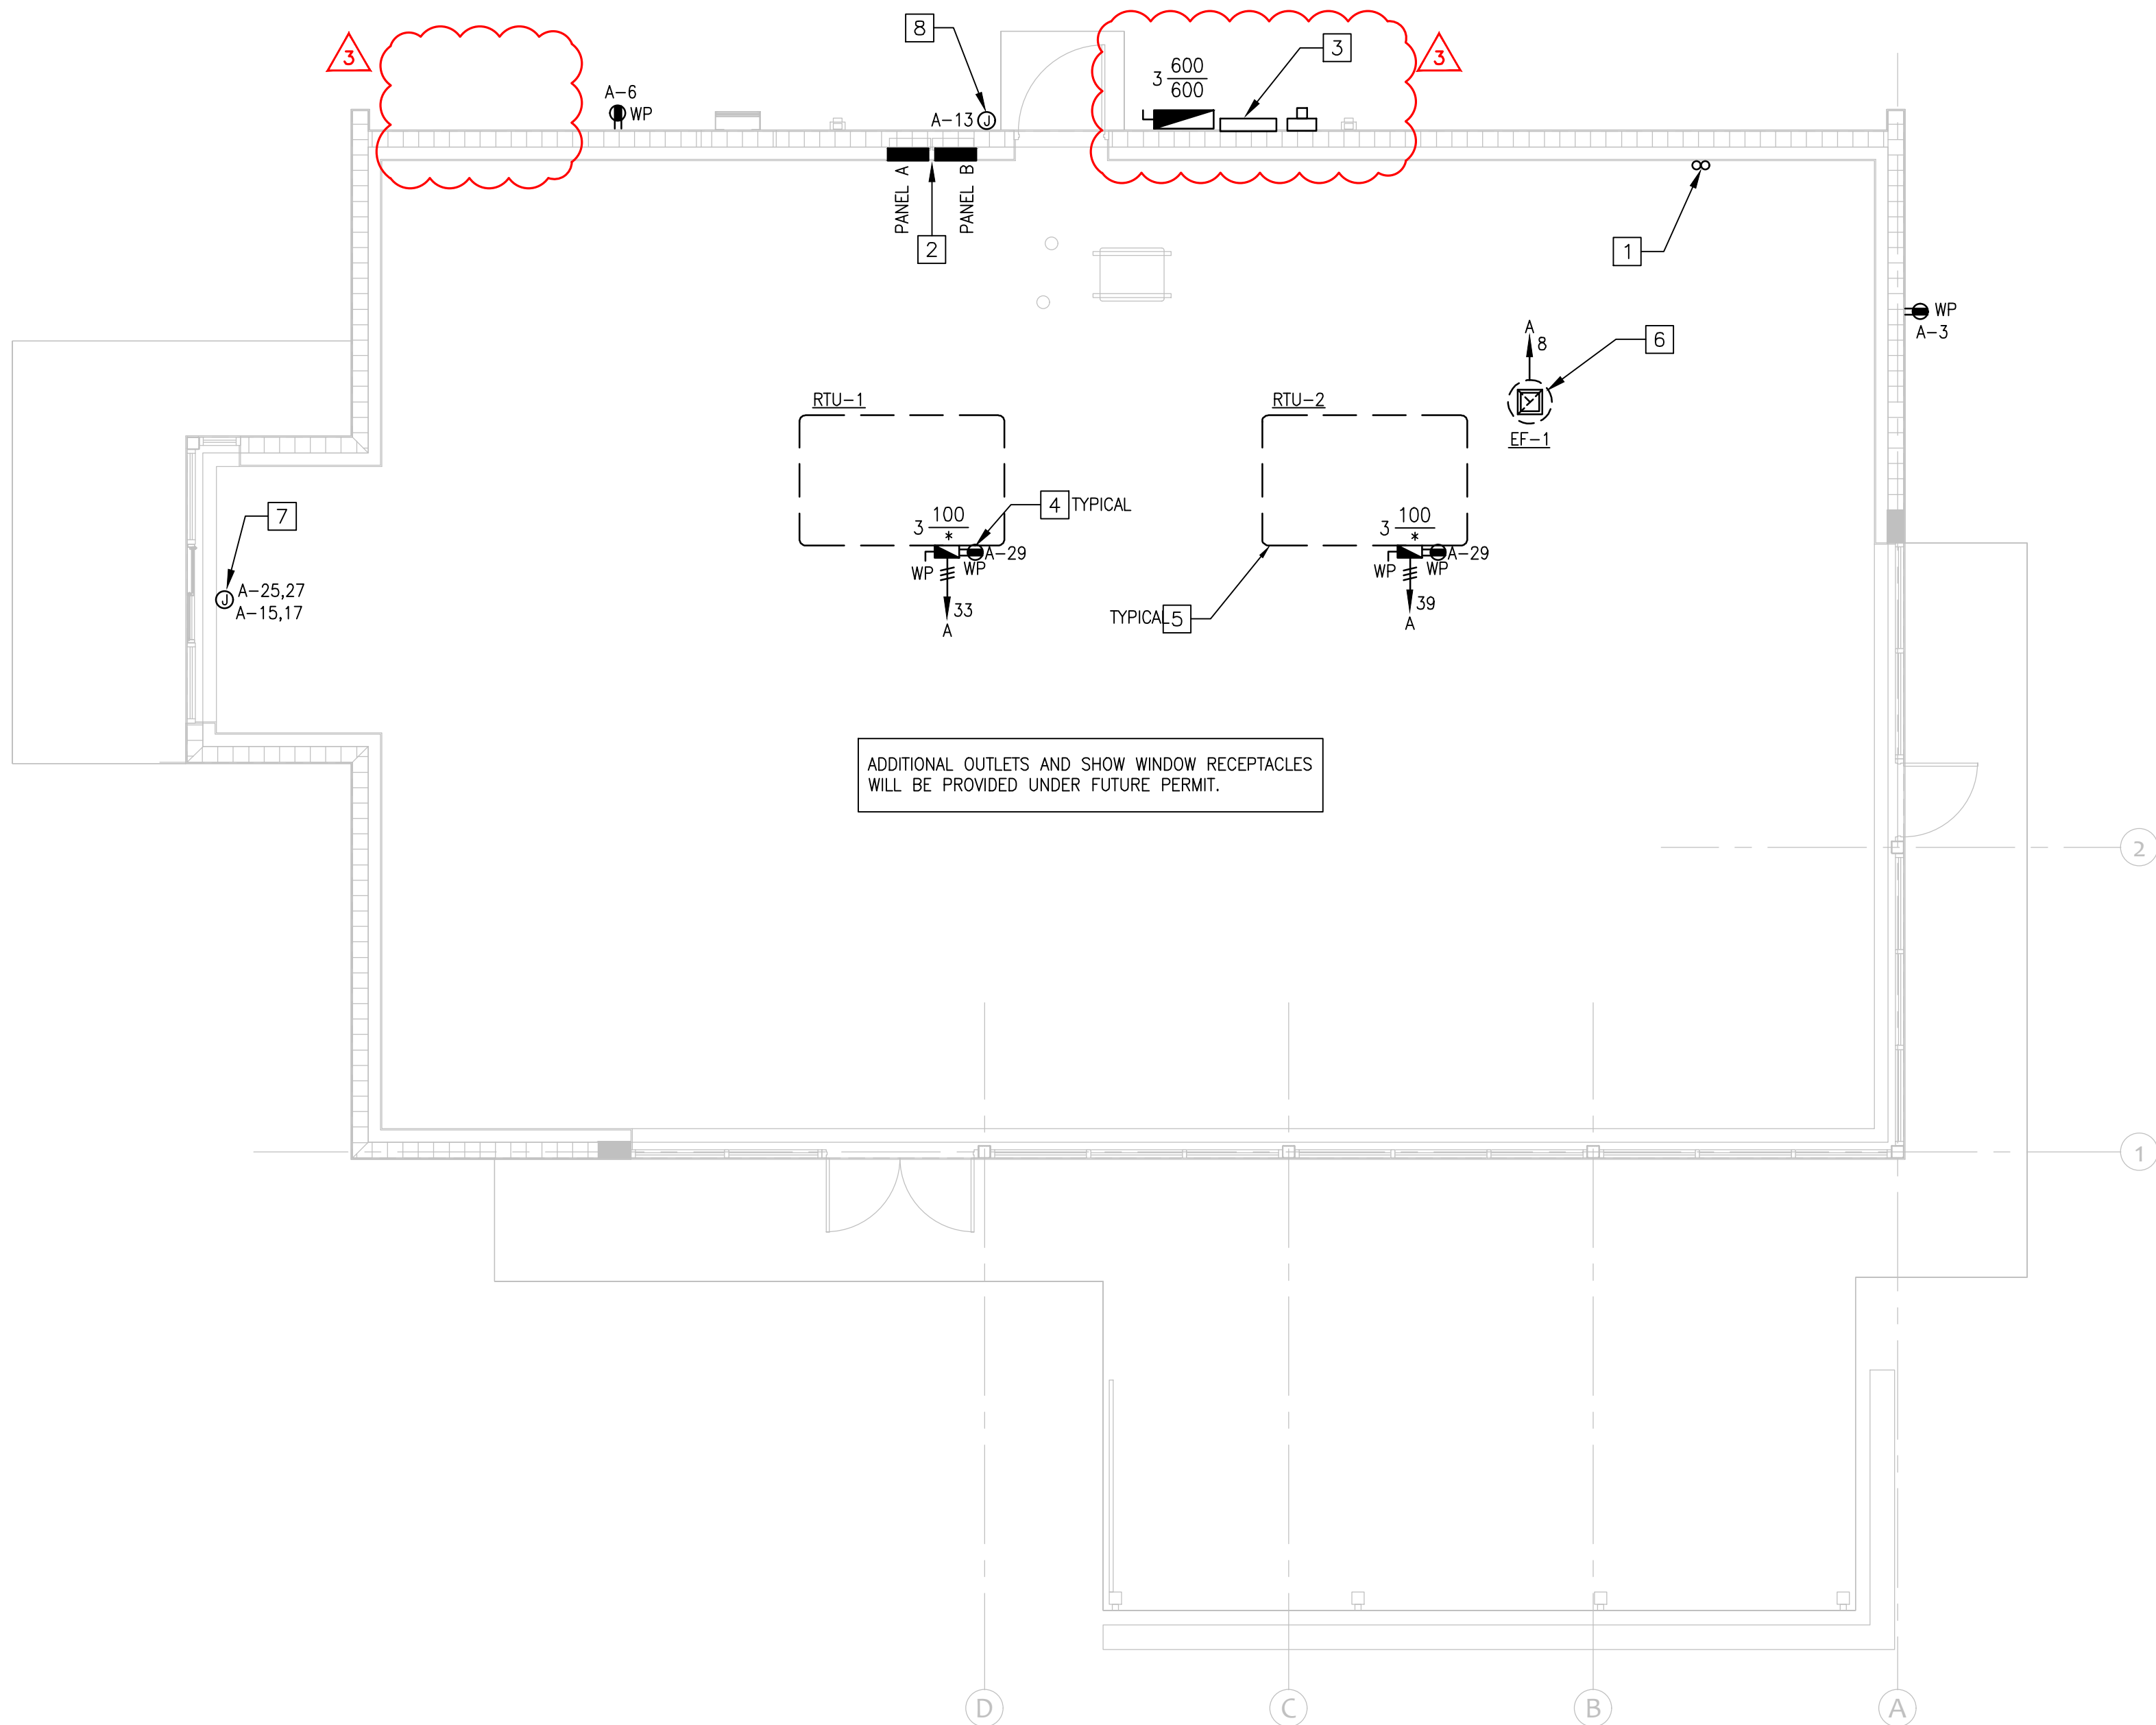 8
3
3
3
600
600
3
A-6
WP
A-13 J
PANEL A
PANEL B
2
1
WP
A-3
A
8
6
EF-1
RTU-1
RTU-2
7
4 TYPICAL
3 100
*
A-29
WP
WP
33
A
3 100
*
A-29
WP
WP
39
A
J A-25,27
A-15,17
TYPICAL 5
ADDITIONAL OUTLETS AND SHOW WINDOW RECEPTACLES
WILL BE PROVIDED UNDER FUTURE PERMIT.
2
1
D
C
B
A